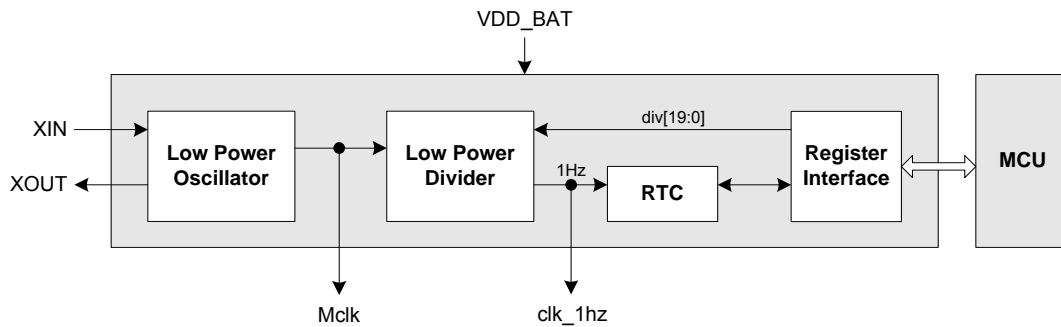 VDD_BAT
XIN
XOUT
Low Power
Oscillator
Low Power
Divider
div[19:0]
1Hz
RTC
Register
Interface
MCU
Mclk
clk_1hz